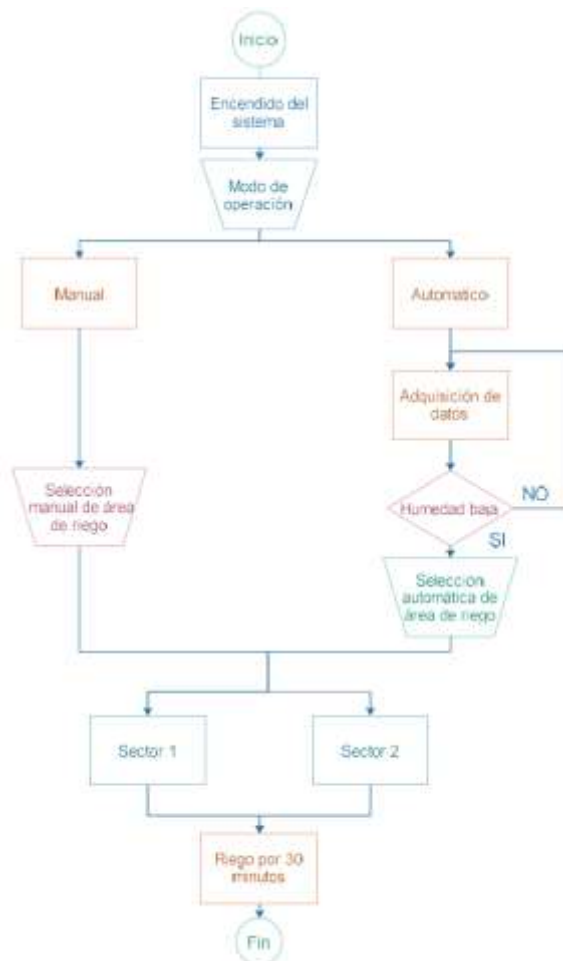 Inicio
Encendido del
sistema
Modo de
operación
Manual
Automatico
Adquisición de
datos
Selección
manual de área
de riego
Humedad baja
NO
SI
Selección
automática de
área de riego
Sector 1
Sector 2
Riego por 30
minutos
Fin